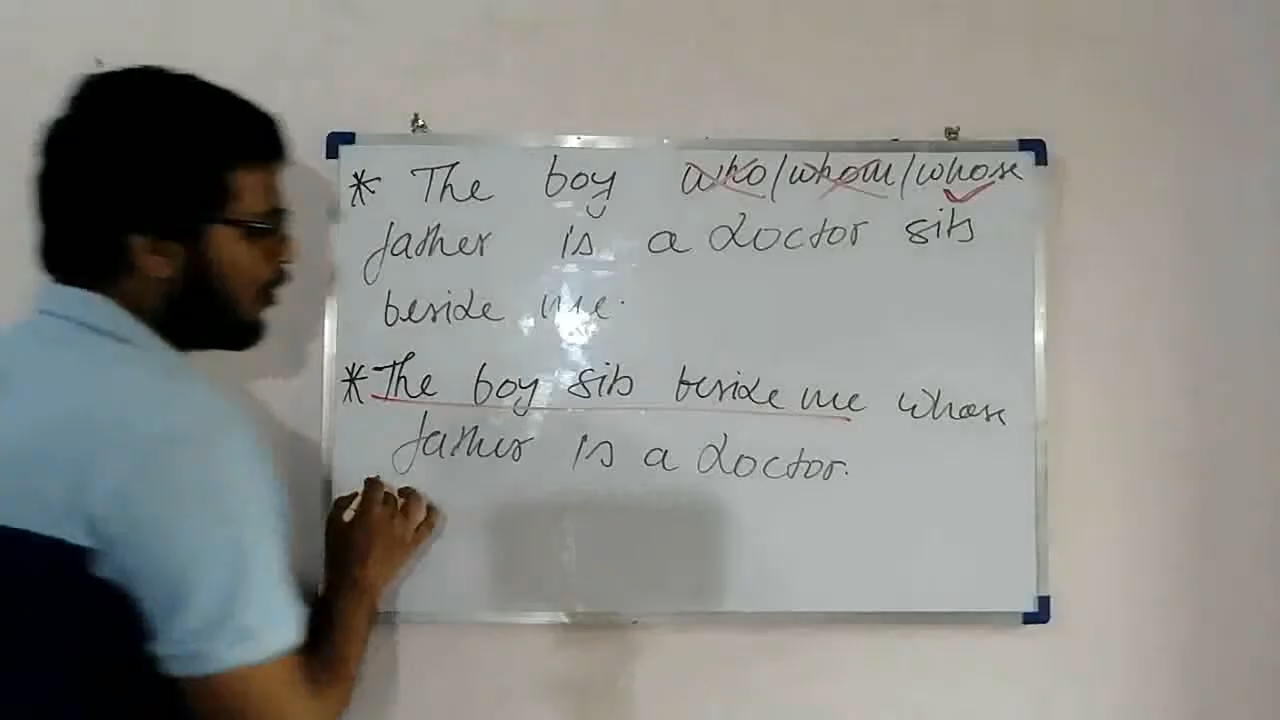 * The boy who/whom/whose
father is a doctor sits
beside me.
* The boy sits beside me whose
father is a doctor.